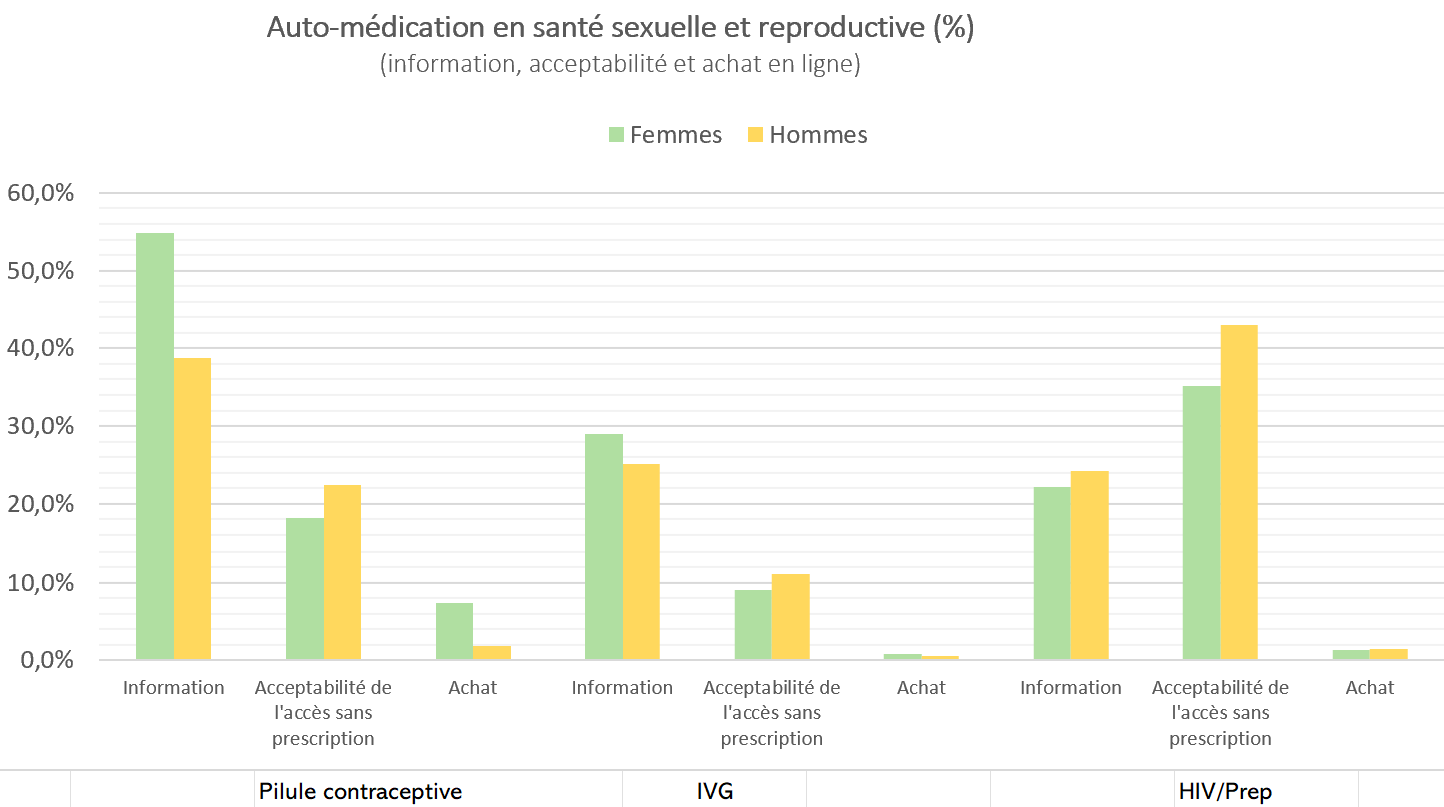 Auto-médication en santé sexuelle et reproductive (%)
(information, acceptabilité et achat en ligne)
Femmes Hommes
60,0%
50,0%
40,0%
30,0%
20,0%
10,0%
0,0%
Information
Acceptabilité de
l'accès sans
prescription
Achat
Information
Acceptabilité de
l'accès sans
prescription
Achat
Information
Acceptabilité de
l'accès sans
prescription
Achat
Pilule contraceptive
IVG
HIV/Prep